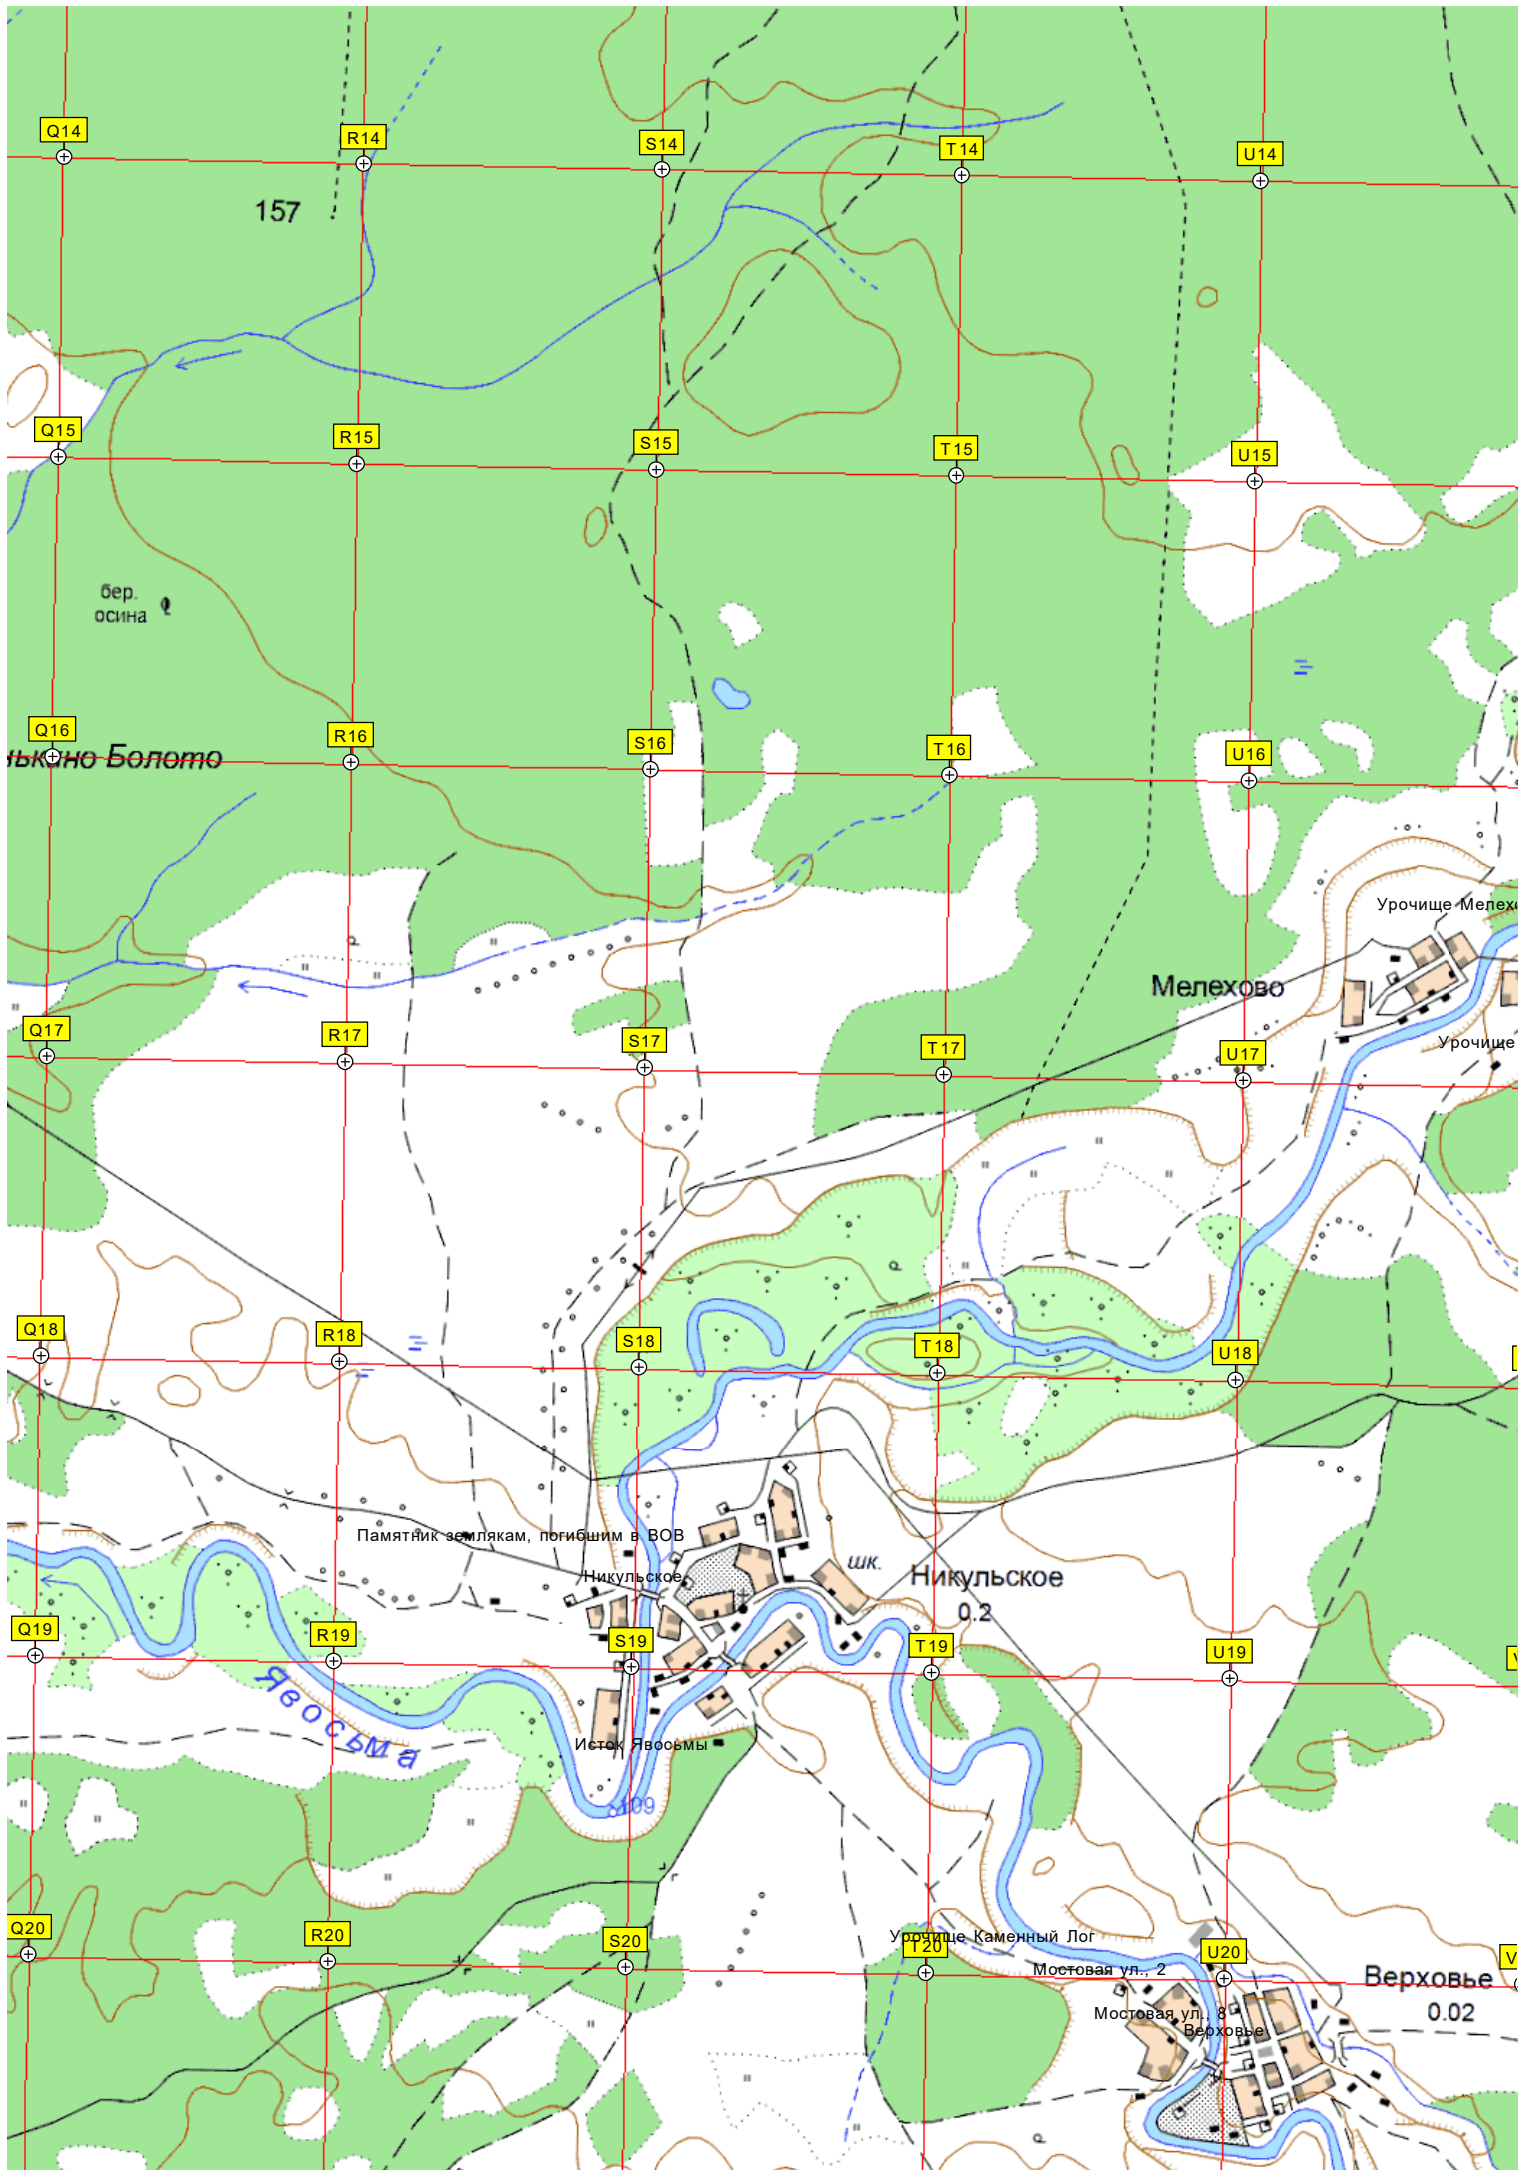 Q14
R14
S14
T14
U14
157
Q15
R15
S15
T15
U15
бер.
осина
Q16
R16
S16
T16
U16
Болото
Урочище
Мелехово
Q17
R17
S17
T17
U17
Урочище
Q18
R18
S18
T18
U18
Памятник землякам, погибшим в ВОВ
шк.
Никульское
Никульское
0.2
Q19
R19
S19
T19
U19
Явосьма
Исток Явосьмы
Q20
R20
S20
T20
U20
Урочище Каменный Лог
Мостовая ул., 2
Верховье
0.02
Мостовая ул., 8
Верховье